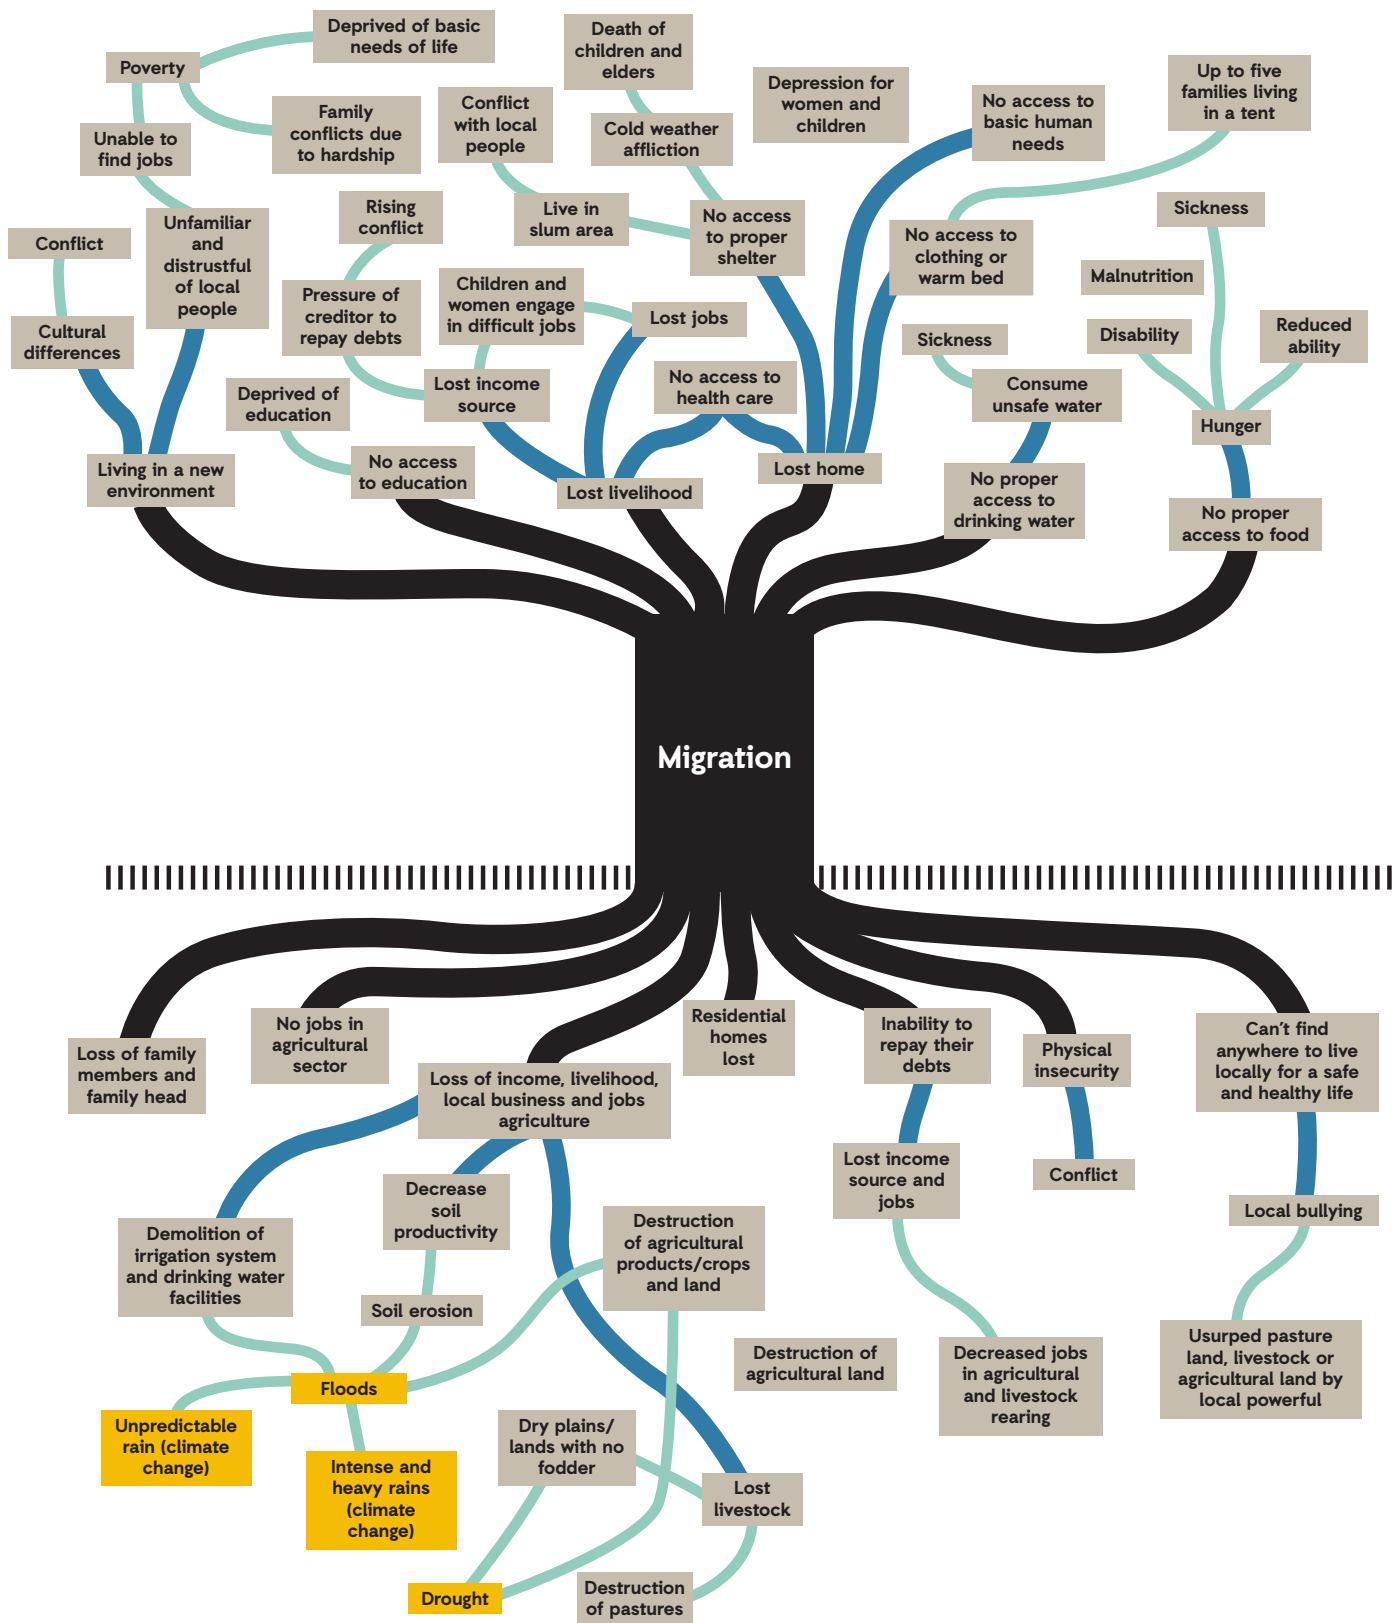 Deprived of basic
needs of life
Poverty
Family
conflicts due
to hardship
Unable to
find jobs
Unfamiliar
and
distrustful
of local
people
Conflict
Cultural
differences
Living in a new
environment
Death of
children and
elders
Conflict
with local
people
Cold weather
affliction
Depression for
women and
children
No access to
basic human
needs
Up to five
families living
in a tent
Rising
conflict
Live in
slum area
No access
to proper
shelter
No access to
clothing or
warm bed
Sickness
Malnutrition
Disability
Reduced
ability
Hunger
Pressure of
creditor to
repay debts
Children and
women engage
in difficult jobs
Lost jobs
Sickness
Consume
unsafe water
Deprived of
education
Lost income
source
No access to
health care
No access
to education
Lost livelihood
Lost home
No proper
access to
drinking water
No proper
access to food
Migration
Loss of family
members and
family head
No jobs in
agricultural
sector
Loss of income, livelihood,
local business and jobs
agriculture
Residential
homes
lost
Inability to
repay their
debts
Physical
insecurity
Can't find
anywhere to live
locally for a safe
and healthy life
Decrease
soil
productivity
Demolition of
irrigation system
and drinking water
facilities
Destruction
of agricultural
products/crops
and land
Lost income
source and
jobs
Conflict
Local bullying
Soil erosion
Destruction of
agricultural land
Decreased jobs
in agricultural
and livestock
rearing
Usurped pasture
land, livestock or
agricultural land by
local powerful
Floods
Unpredictable
rain (climate
change)
Intense and
heavy rains
(climate
change)
Dry plains/
lands with no
fodder
Lost
livestock
Drought
Destruction
of pastures